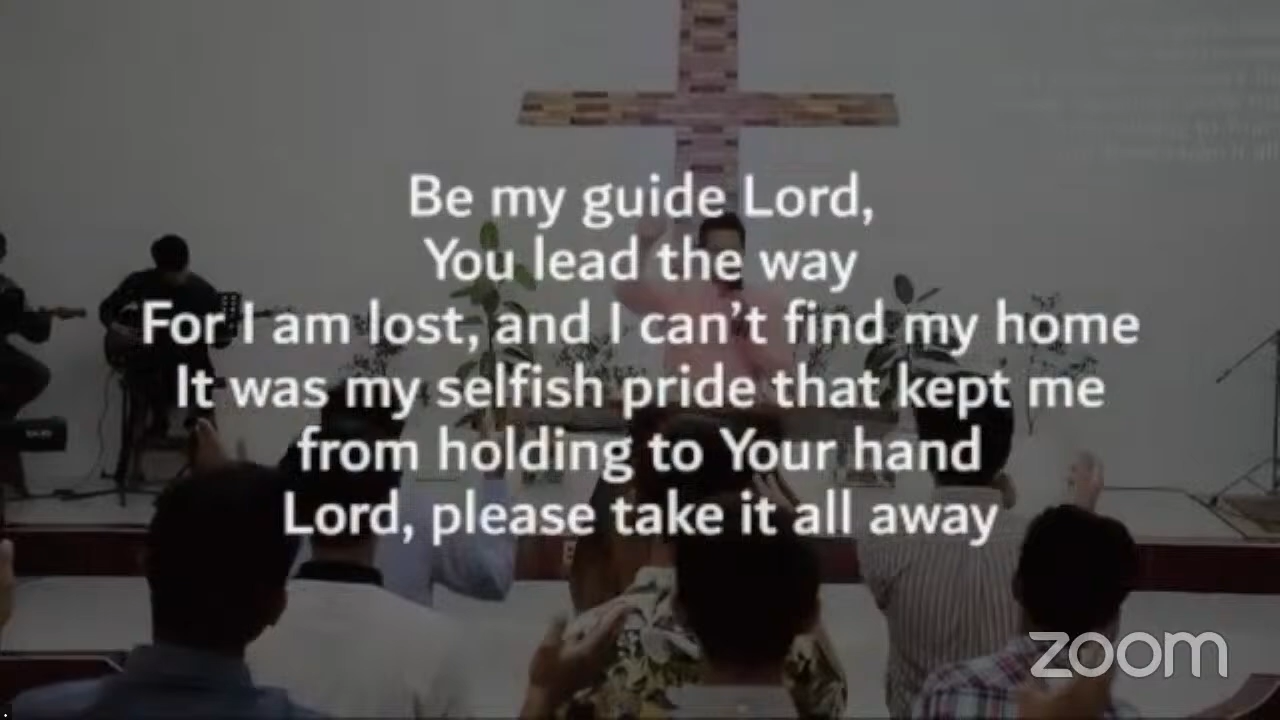 Be my guide Lord,
You lead the way
For I am lost, and I can't find my home
It was my selfish pride that kept me
from holding to Your hand
Lord, please take it all away
zoom